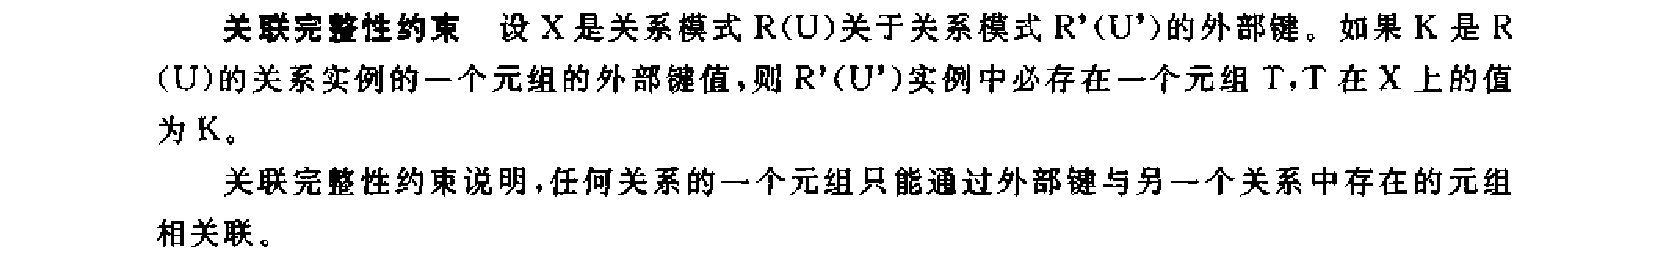 关联完整性约束 设 X 是关系模式 R(U)关于关系模式 R’(U’)的外部键。如果 K 是 R
(U)的关系实例的一个元组的外部键值,则 R’(U’)实例中必存在一个元组 T,T 在 X 上的值
为 K。
关联完整性约束说明,任何关系的一个元组只能通过外部键与另一个关系中存在的元组
相关联。